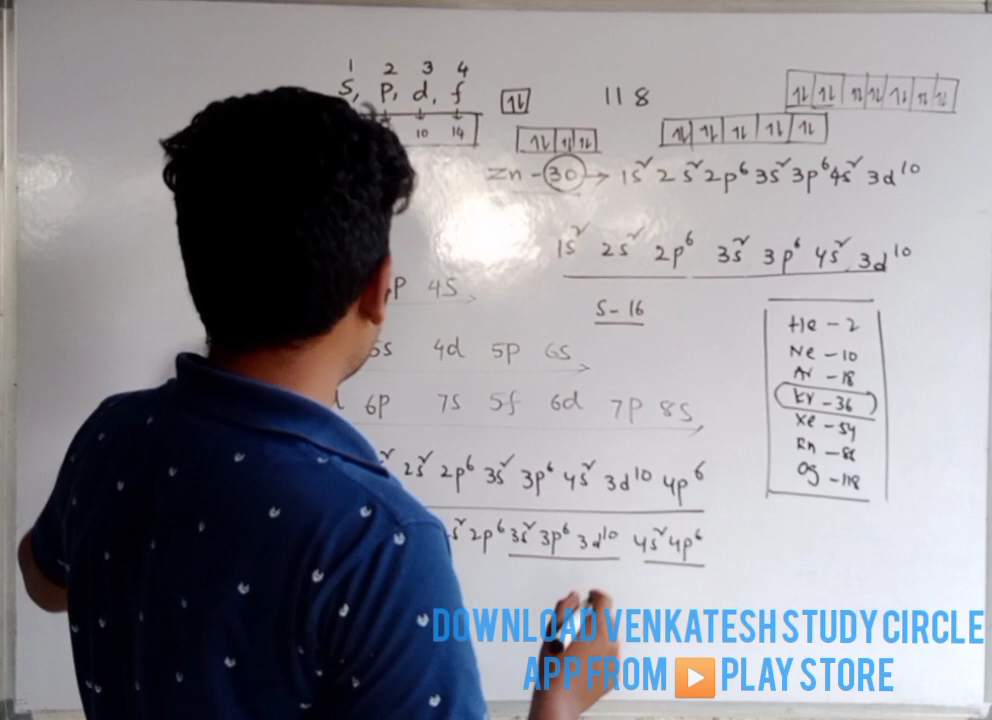 1 2 3 4
S, P, d, f
10 14
118
Zn - 30 → 1s² 2s² 2p⁶ 3s² 3p⁶ 4s² 3d¹⁰
1s² 2s² 2p⁶ 3s² 3p⁶ 4s² 3d¹⁰
P 4S
S - 16
5s 4d 5p 6s
6p 7s 5f 6d 7p 8s
2s² 2p⁶ 3s² 3p⁶ 4s² 3d¹⁰ 4p⁶
s² 2p⁶ 3s² 3p⁶ 3d¹⁰ 4s² 4p⁶
He - 2
Ne - 10
Ar - 18
Kr - 36
Xe - 54
Rn - 86
Og - 118
DOWNLOAD VENKATESH STUDY CIRCLE
APP FROM PLAY STORE